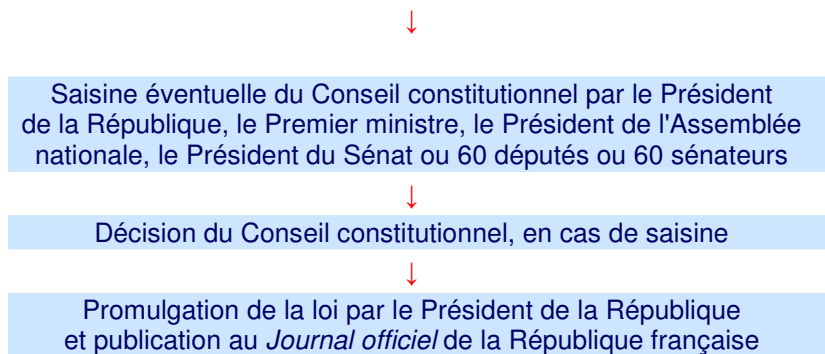 ↓
Saisine éventuelle du Conseil constitutionnel par le Président
de la République, le Premier ministre, le Président de l'Assemblée
nationale, le Président du Sénat ou 60 députés ou 60 sénateurs
↓
Décision du Conseil constitutionnel, en cas de saisine
↓
Promulgation de la loi par le Président de la République
et publication au Journal officiel de la République française